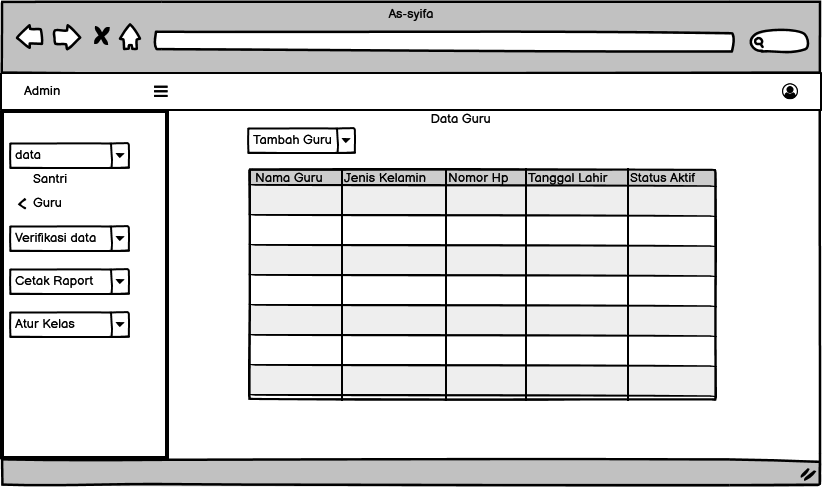 As-syifa
Admin
Data Guru
Tambah Guru
data
Santri
Guru
Verifikasi data
Cetak Raport
Atur Kelas
Nama Guru Jenis Kelamin Nomor Hp Tanggal Lahir Status Aktif